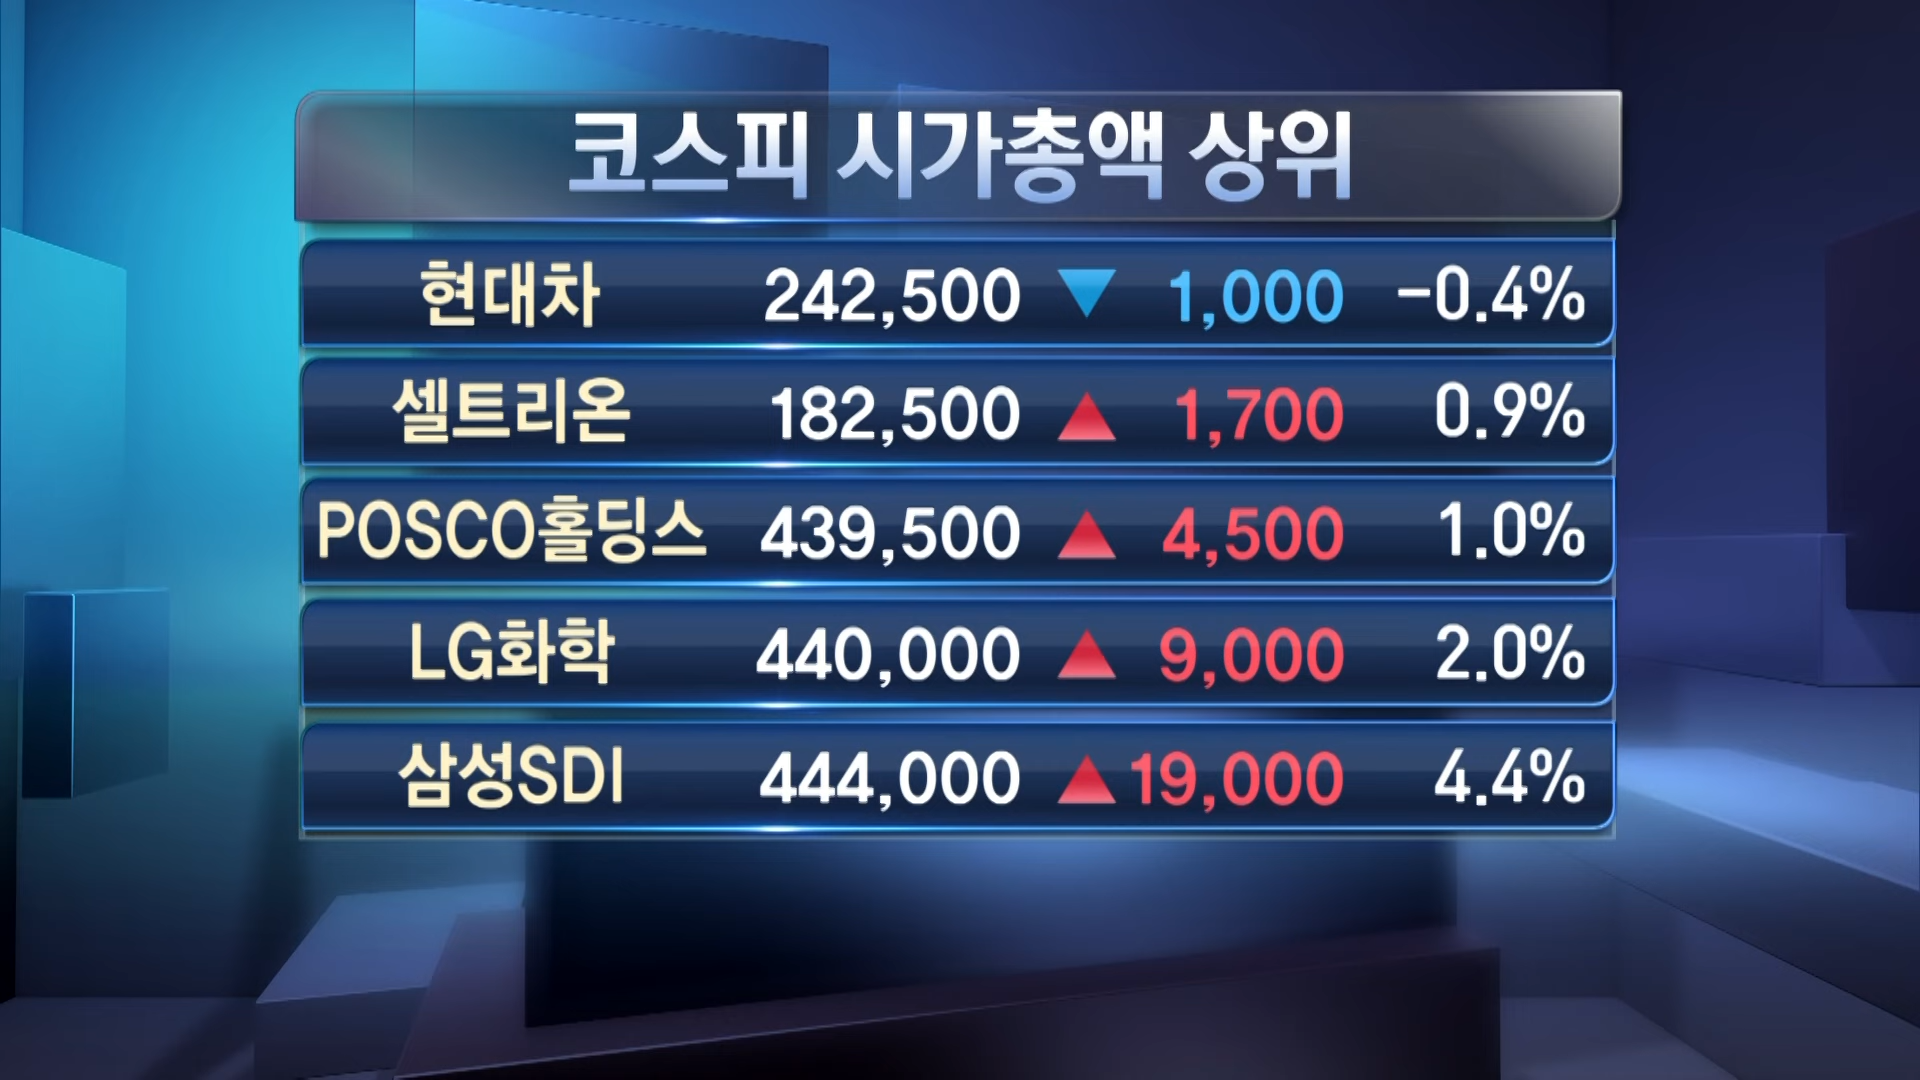 코스피 시가총액 상위
현대차 242,500 ▼ 1,000 -0.4%
셀트리온 182,500 ▲ 1,700 0.9%
POSCO홀딩스 439,500 ▲ 4,500 1.0%
LG화학 440,000 ▲ 9,000 2.0%
삼성SDI 444,000 ▲ 19,000 4.4%